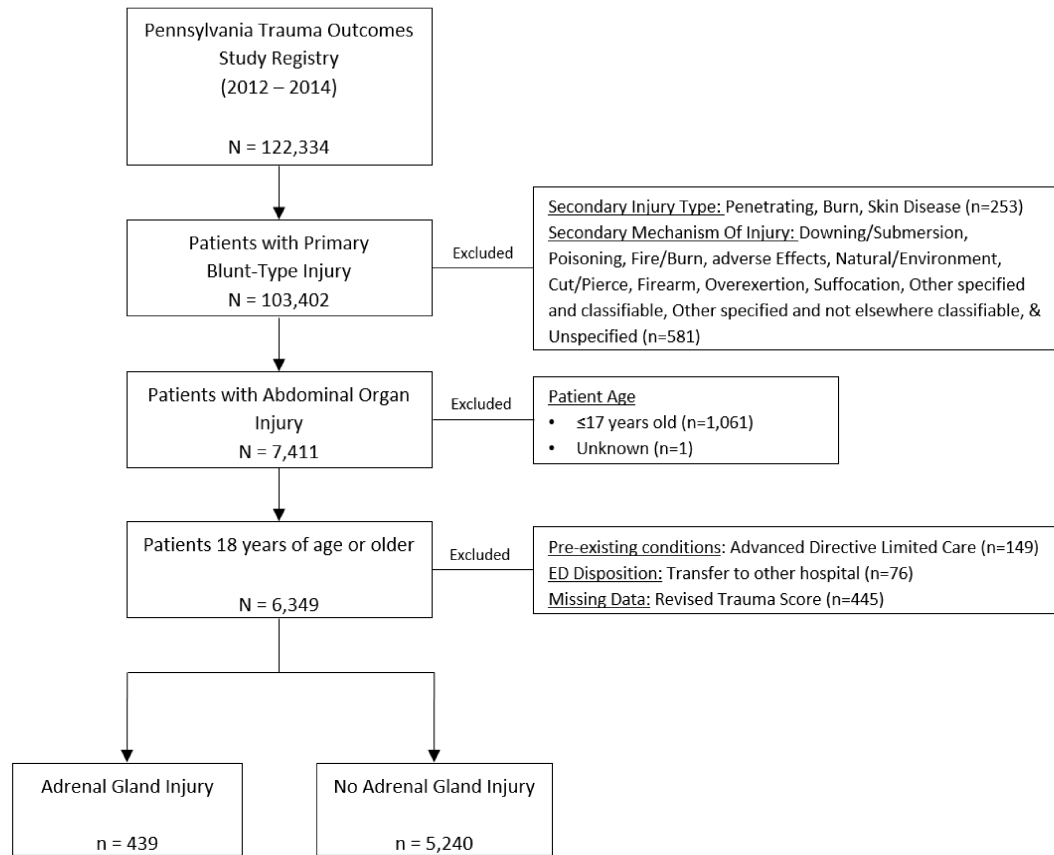 Pennsylvania Trauma Outcomes
Study Registry
(2012 – 2014)
N = 122,334
Patients with Primary
Blunt-Type Injury
N = 103,402
Excluded
Secondary Injury Type: Penetrating, Burn, Skin Disease (n=253)
Secondary Mechanism Of Injury: Downing/Submersion,
Poisoning, Fire/Burn, adverse Effects, Natural/Environment,
Cut/Pierce, Firearm, Overexertion, Suffocation, Other specified
and classifiable, Other specified and not elsewhere classifiable, &
Unspecified (n=581)
Patients with Abdominal Organ
Injury
N = 7,411
Excluded
Patient Age
• ≤17 years old (n=1,061)
• Unknown (n=1)
Patients 18 years of age or older
N = 6,349
Excluded
Pre-existing conditions: Advanced Directive Limited Care (n=149)
ED Disposition: Transfer to other hospital (n=76)
Missing Data: Revised Trauma Score (n=445)
Adrenal Gland Injury
n = 439
No Adrenal Gland Injury
n = 5,240